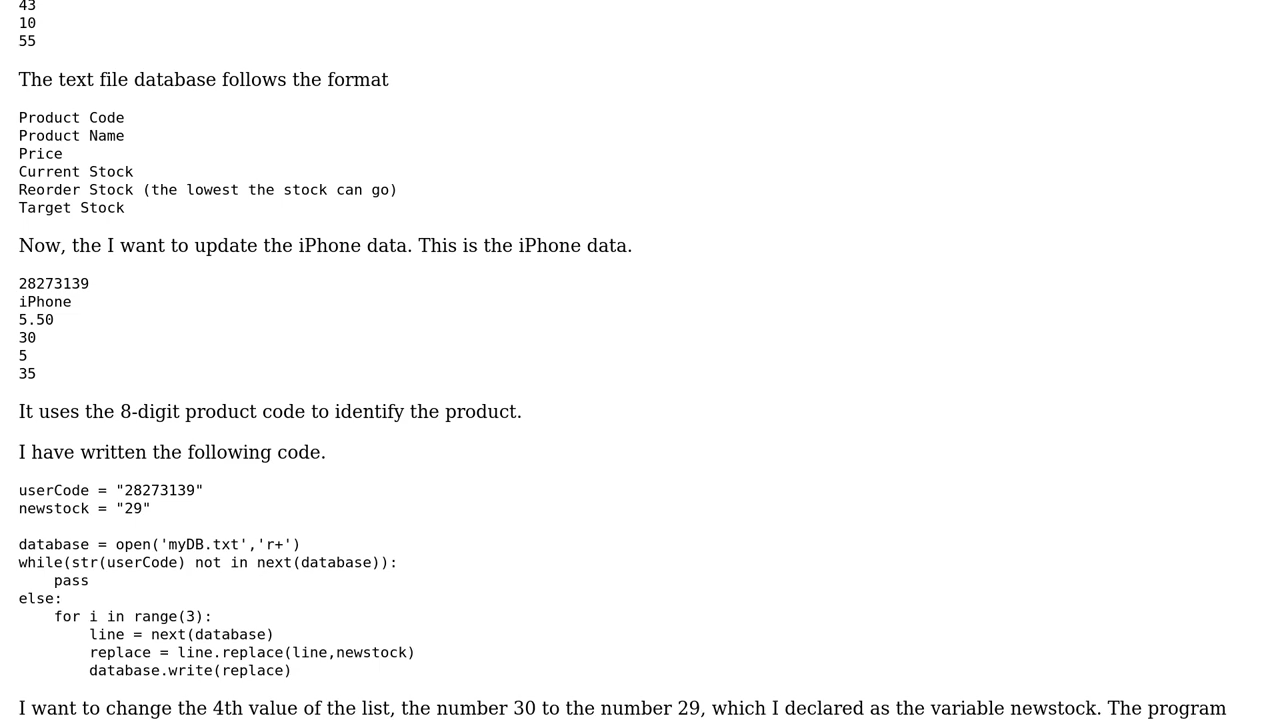 43
10
55
The text file database follows the format
Product Code
Product Name
Price
Current Stock
Reorder Stock (the lowest the stock can go)
Target Stock
Now, the I want to update the iPhone data. This is the iPhone data.
28273139
iPhone
5.50
30
5
35
It uses the 8-digit product code to identify the product.
I have written the following code.
userCode = "28273139"
newstock = "29"
database = open('myDB.txt','r+')
while(str(userCode) not in next(database)):
    pass
else:
    for i in range(3):
        line = next(database)
        replace = line.replace(line,newstock)
        database.write(replace)
I want to change the 4th value of the list, the number 30 to the number 29, which I declared as the variable newstock. The program